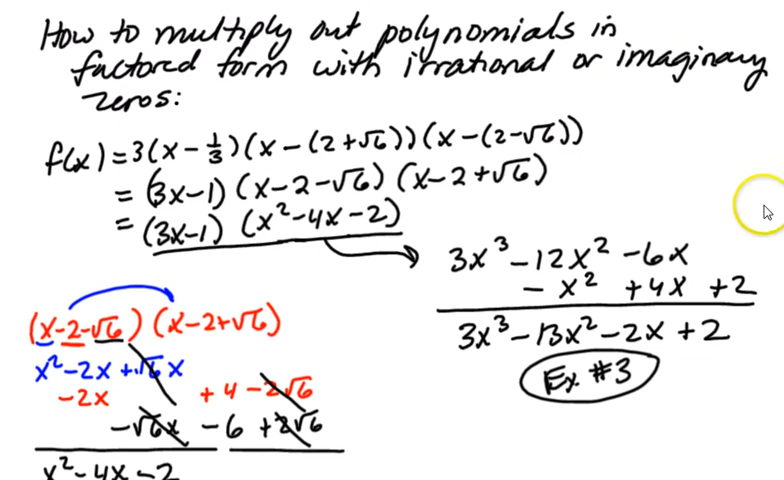 How to multiply out polynomials in
factored form with irrational or imaginary
zeros:
f(x) = 3(x - 1/3)(x - (2+√6))(x - (2-√6))
= (3x-1) (x-2-√6) (x-2+√6)
= (3x-1) (x²-4x-2)
3x³ -12x² -6x
- x² +4x +2
3x³ -13x² -2x +2
Ex #3
(x-2-√6) (x-2+√6)
x² -2x +√6x
-2x +4 -2√6
-√6x -6 +2√6
x² -4x -2